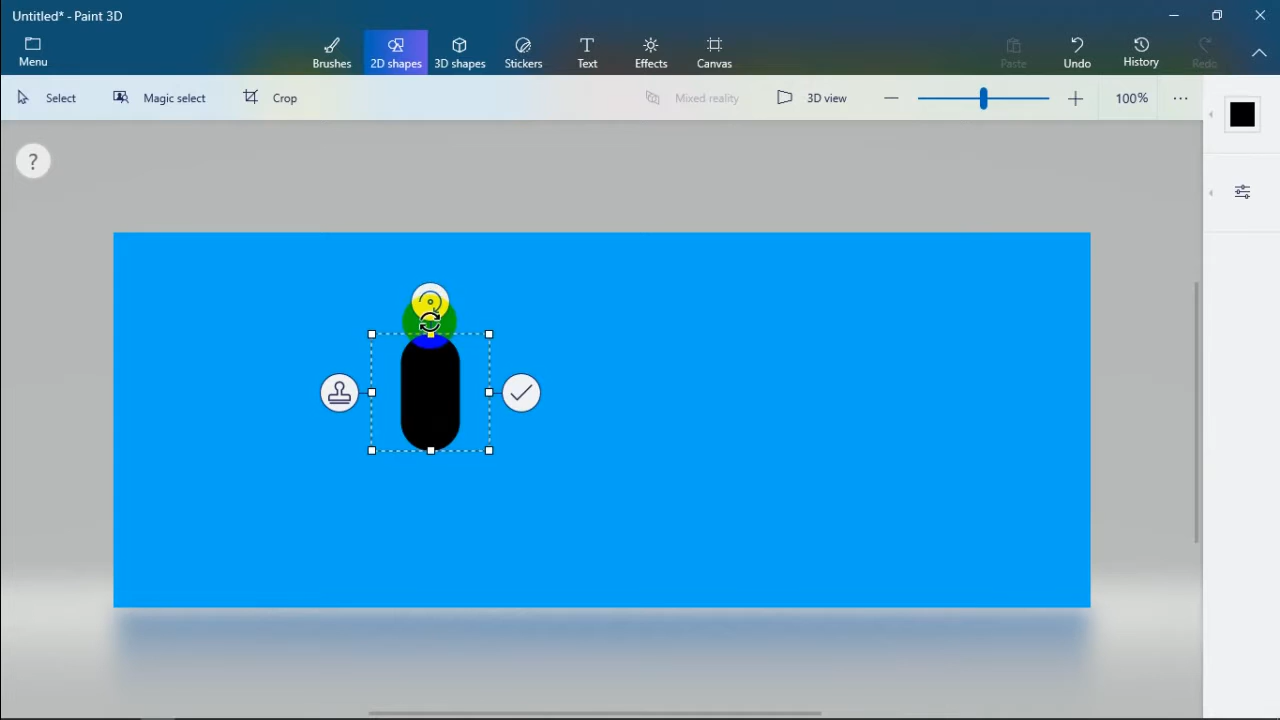 Untitled* - Paint 3D
Menu
Brushes
2D shapes
3D shapes
Stickers
Text
Effects
Canvas
Paste
Undo
History
Redo
Select
Magic select
Crop
Mixed reality
3D view
100%
?